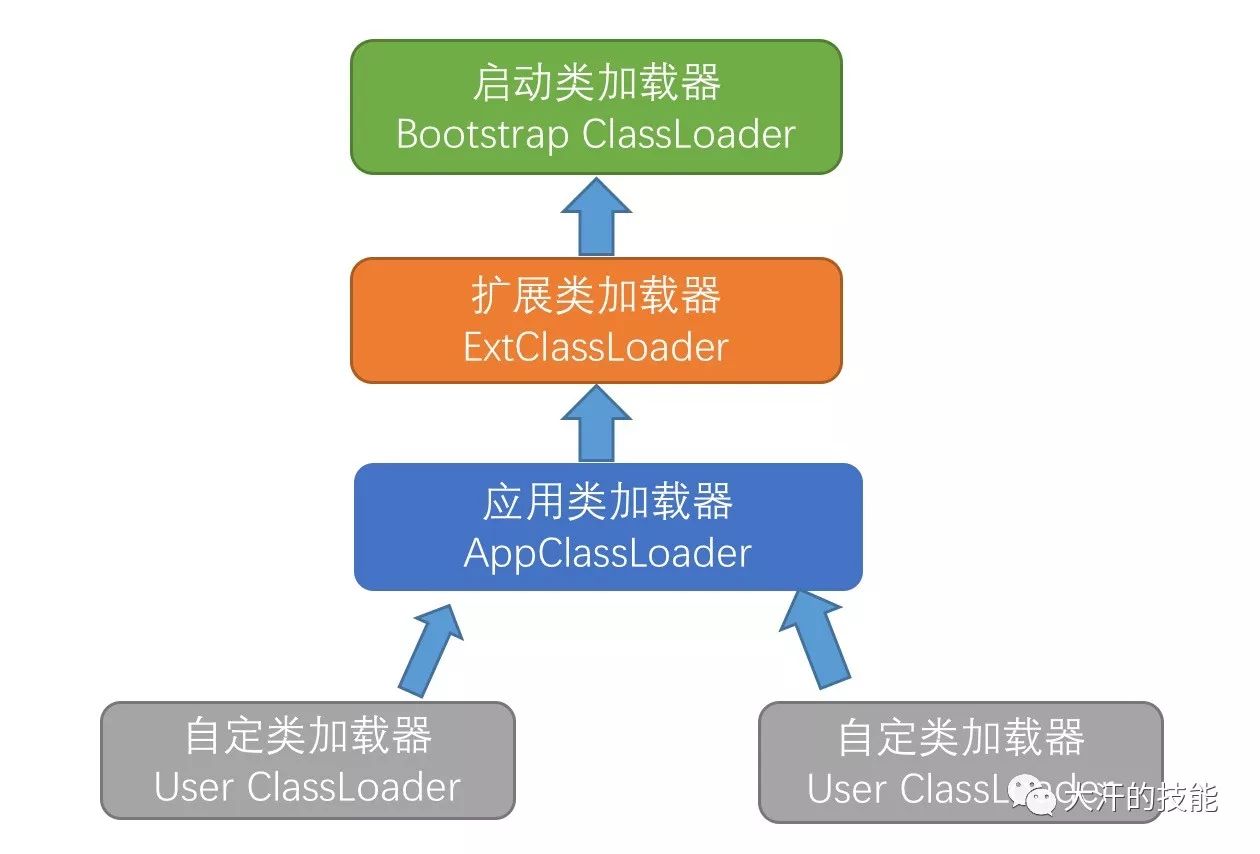 启动类加载器
Bootstrap ClassLoader
扩展类加载器
ExtClassLoader
应用类加载器
AppClassLoader
自定类加载器
User ClassLoader
自定类加载器
User ClassLoader
大汗的技能